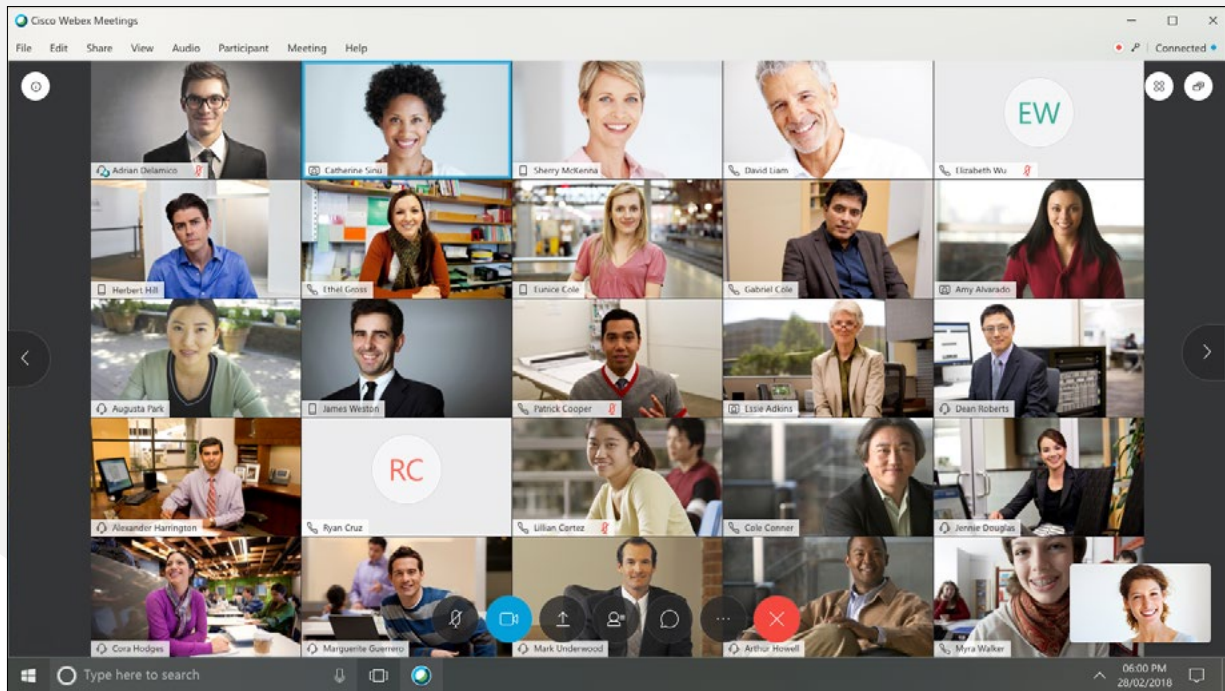 Cisco Webex Meetings
File Edit Share View Audio Participant Meeting Help
Connected
EW
Adrian Delamico
Catherine Sinu
Sherry McKenna
David Liam
Elizabeth Wu
Herbert Hill
Ethel Gross
Eunice Cole
Gabriel Cole
Amy Alvarado
Augusta Park
James Weston
Patrick Cooper
Essie Adkins
Dean Roberts
RC
Alexander Harrington
Ryan Cruz
Lillian Cortez
Cole Conner
Jennie Douglas
Cora Hodges
Marguerite Guerrero
Mark Underwood
Arthur Howell
Myra Walker
Type here to search
06:00 PM
28/02/2018